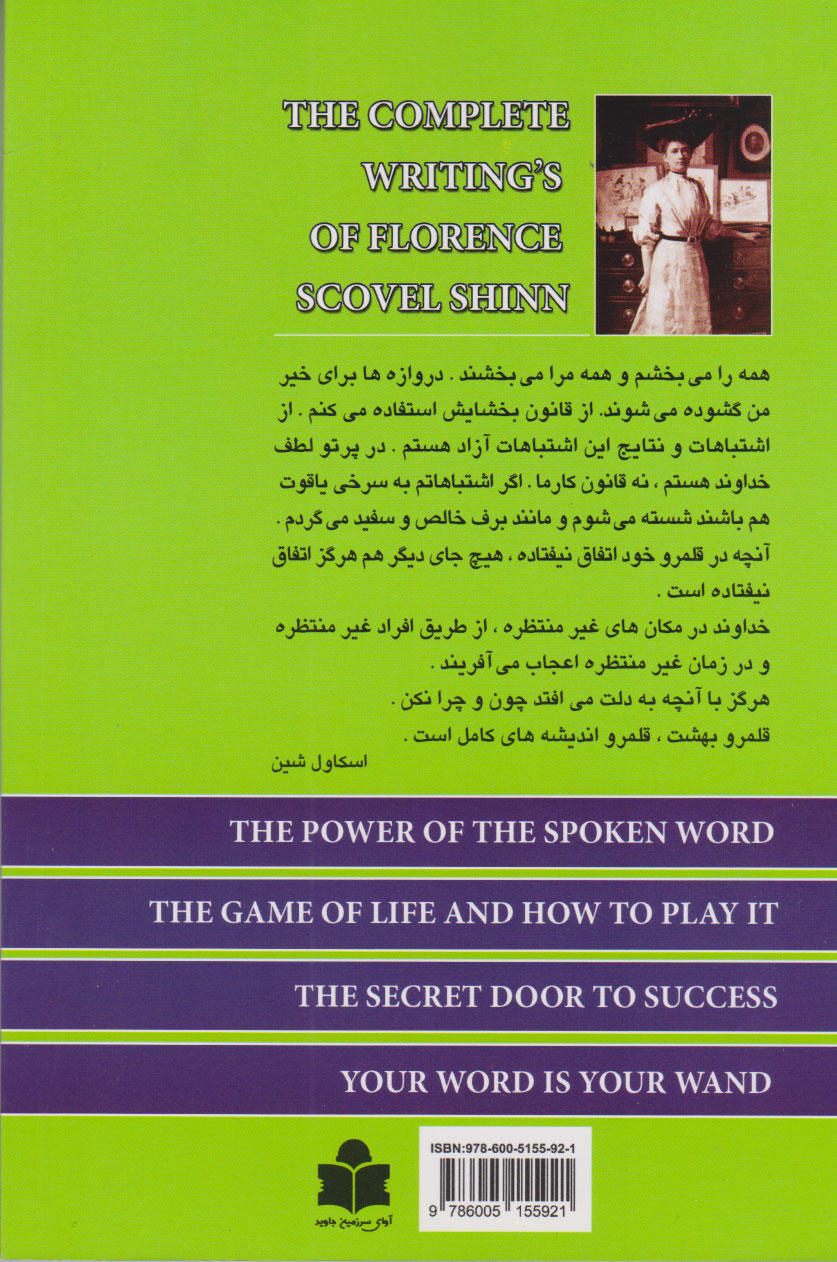 THE COMPLETE
WRITING'S
OF FLORENCE
SCOVEL SHINN
همه را می بخشم و همه مرا می بخشند . دروازه ها برای خیر
من گشوده می شوند. از قانون بخشایش استفاده می کنم . از
اشتباهات و نتایج این اشتباهات آزاد هستم . در پرتو لطف
خداوند هستم ، نه قانون کارما . اگر اشتباهاتم به سرخی یاقوت
هم باشند شسته می شوم و مانند برف خالص و سفید می گردم .
آنچه در قلمرو خود اتفاق نیفتاده ، هیچ جای دیگر هم هرگز اتفاق
نیفتاده است .
خداوند در مکان های غیر منتظره ، از طریق افراد غیر منتظره
و در زمان غیر منتظره اعجاب می آفریند .
هرگز با آنچه به دلت می افتد چون و چرا نکن .
قلمرو بهشت ، قلمرو اندیشه های کامل است .
اسکاول شین
THE POWER OF THE SPOKEN WORD
THE GAME OF LIFE AND HOW TO PLAY IT
THE SECRET DOOR TO SUCCESS
YOUR WORD IS YOUR WAND
ISBN:978-600-5155-92-1
9 786005 155921
آوای سرزمین جاوید